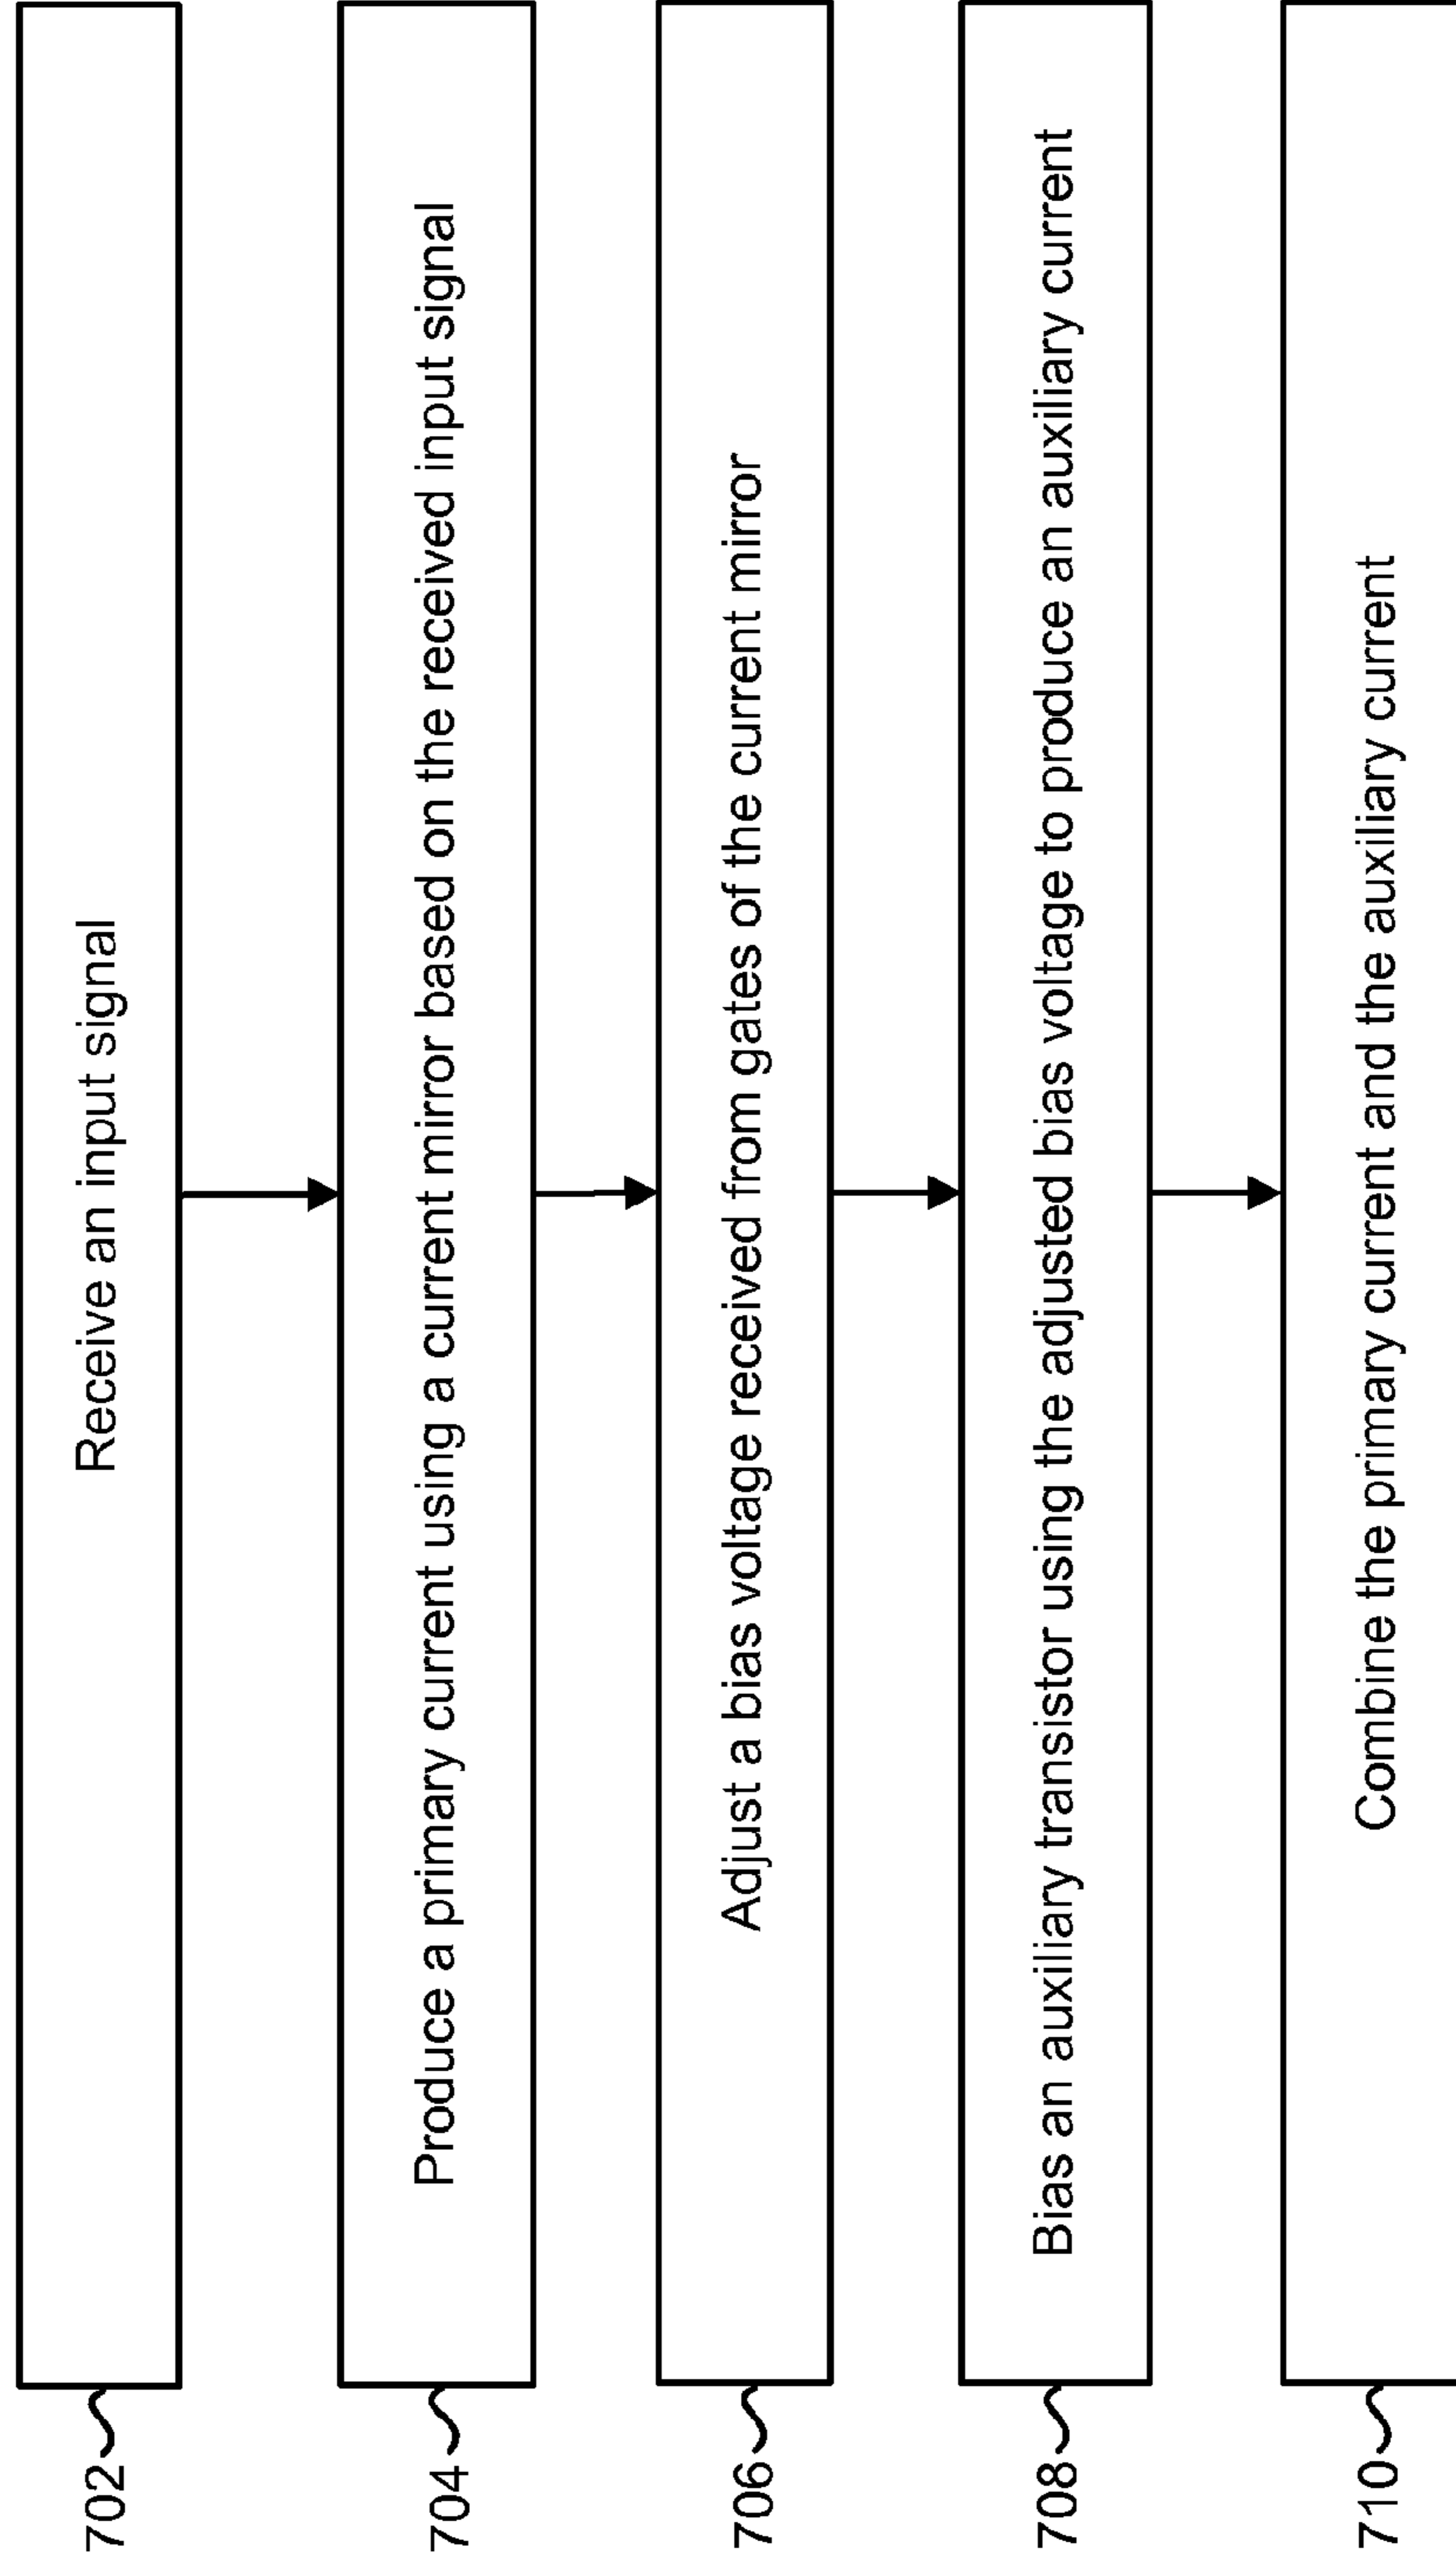 702
Receive an input signal
704
Produce a primary current using a current mirror based on the received input signal
706
Adjust a bias voltage received from gates of the current mirror
708
Bias an auxiliary transistor using the adjusted bias voltage to produce an auxiliary current
710
Combine the primary current and the auxiliary current